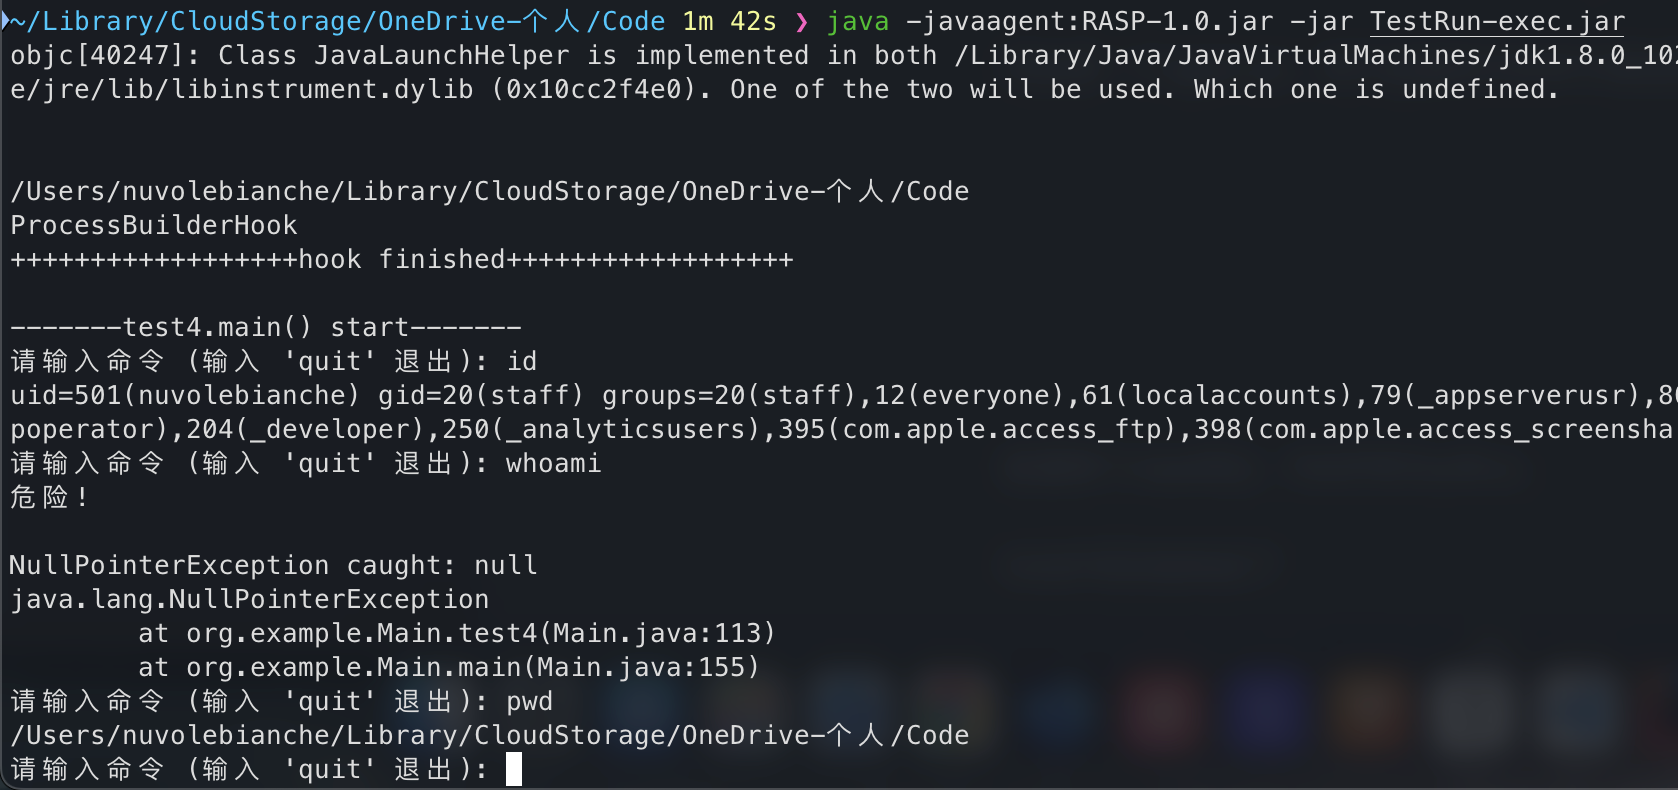 ~/Library/CloudStorage/OneDrive-个人/Code 1m 42s ❯ java -javaagent:RASP-1.0.jar -jar TestRun-exec.jar
objc[40247]: Class JavaLaunchHelper is implemented in both /Library/Java/JavaVirtualMachines/jdk1.8.0_102
e/jre/lib/libinstrument.dylib (0x10cc2f4e0). One of the two will be used. Which one is undefined.
/Users/nuvolebianche/Library/CloudStorage/OneDrive-个人/Code
ProcessBuilderHook
++++++++++++++++++hook finished++++++++++++++++++
-------test4.main() start-------
请输入命令 (输入 'quit' 退出): id
uid=501(nuvolebianche) gid=20(staff) groups=20(staff),12(everyone),61(localaccounts),79(_appserverusr),80
poperator),204(_developer),250(_analyticsusers),395(com.apple.access_ftp),398(com.apple.access_screensha
请输入命令 (输入 'quit' 退出): whoami
危险!
NullPointerException caught: null
java.lang.NullPointerException
at org.example.Main.test4(Main.java:113)
at org.example.Main.main(Main.java:155)
请输入命令 (输入 'quit' 退出): pwd
/Users/nuvolebianche/Library/CloudStorage/OneDrive-个人/Code
请输入命令 (输入 'quit' 退出):